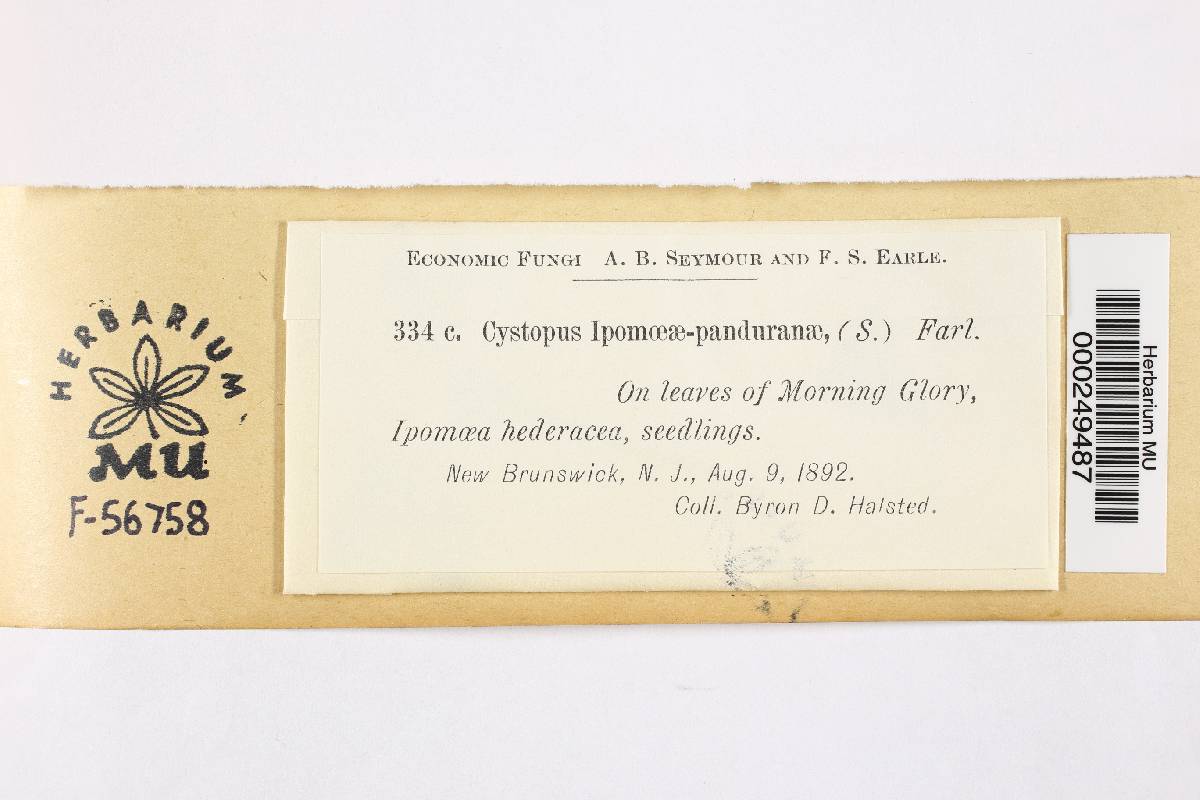 HERBARIUM
MU
F-56758
ECONOMIC FUNGI A. B. SEYMOUR AND F. S. EARLE.
334 c. Cystopus Ipomœæ-panduranæ, (S.) Farl.
On leaves of Morning Glory,
Ipomœa hederacea, seedlings.
New Brunswick, N. J., Aug. 9, 1892.
Coll. Byron D. Halsted.
Herbarium MU
000249487